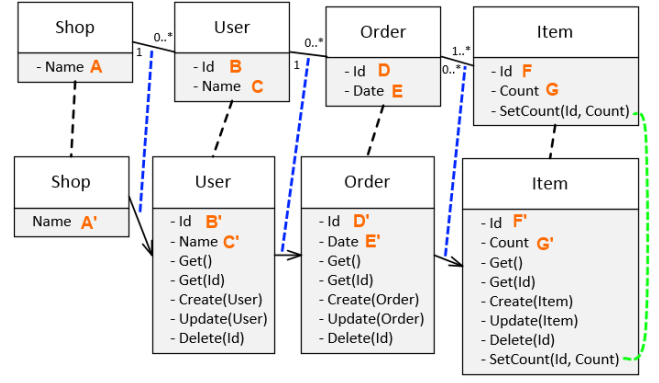 Shop
- Name A
1
0..*
User
- Id B
- Name C
1
0..*
Order
- Id D
- Date E
1..*
0..*
Item
- Id F
- Count G
- SetCount(Id, Count)
Shop
Name A'
User
- Id B'
- Name C'
- Get()
- Get(Id)
- Create(User)
- Update(User)
- Delete(Id)
Order
- Id D'
- Date E'
- Get()
- Get(Id)
- Create(Order)
- Update(Order)
- Delete(Id)
Item
- Id F'
- Count G'
- Get()
- Get(Id)
- Create(Item)
- Update(Item)
- Delete(Id)
- SetCount(Id, Count)